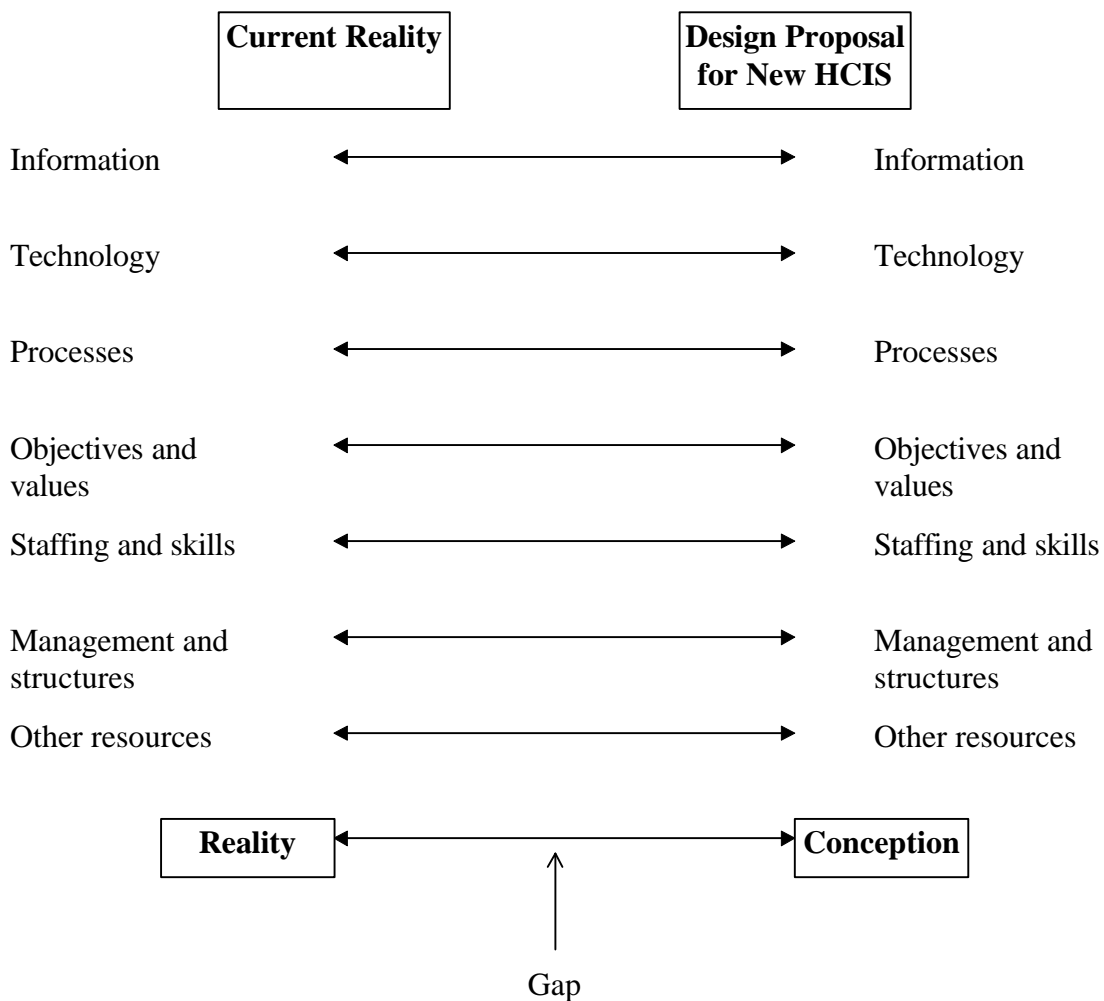 Current Reality
Design Proposal
for New HCIS
Information
Information
Technology
Technology
Processes
Processes
Objectives and
values
Objectives and
values
Staffing and skills
Staffing and skills
Management and
structures
Management and
structures
Other resources
Other resources
Reality
Conception
Gap